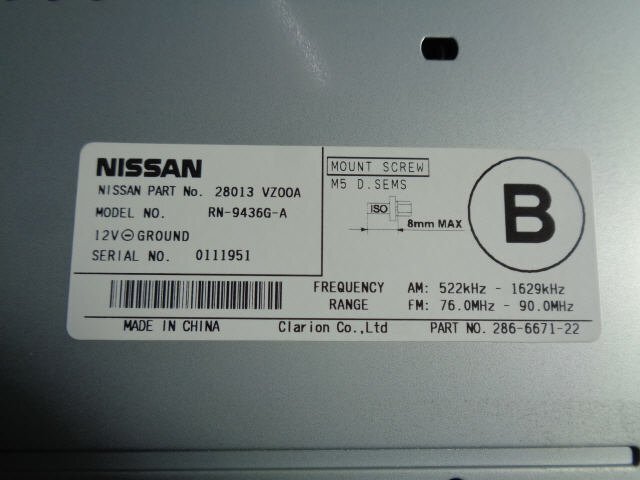 NISSAN
NISSAN PART No. 28013 VZ00A
MODEL NO. RN-9436G-A
12V⊖GROUND
SERIAL NO. 0111951
MOUNT SCREW
M5 D.SEMS
ISO
8mm MAX
B
FREQUENCY RANGE AM: 522kHz - 1629kHz
FM: 76.0MHz - 90.0MHz
MADE IN CHINA Clarion Co.,Ltd PART NO. 286-6671-22